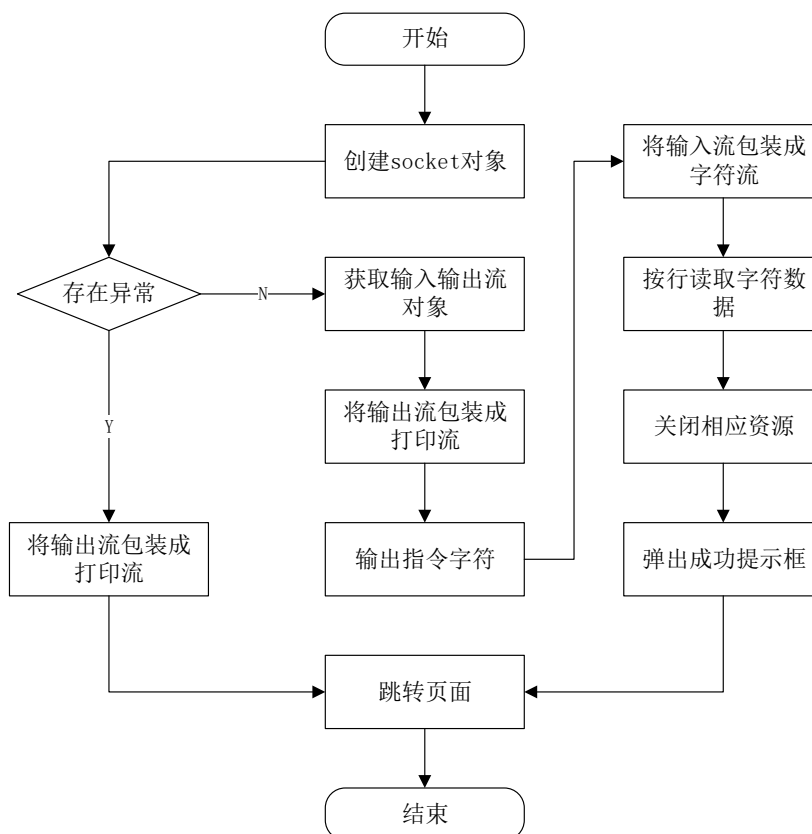 开始
创建socket对象
将输入流包装成
字符流
存在异常
N
获取输入输出流
对象
按行读取字符数
据
将输出流包装成
打印流
关闭相应资源
Y
将输出流包装成
打印流
输出指令字符
弹出成功提示框
跳转页面
结束